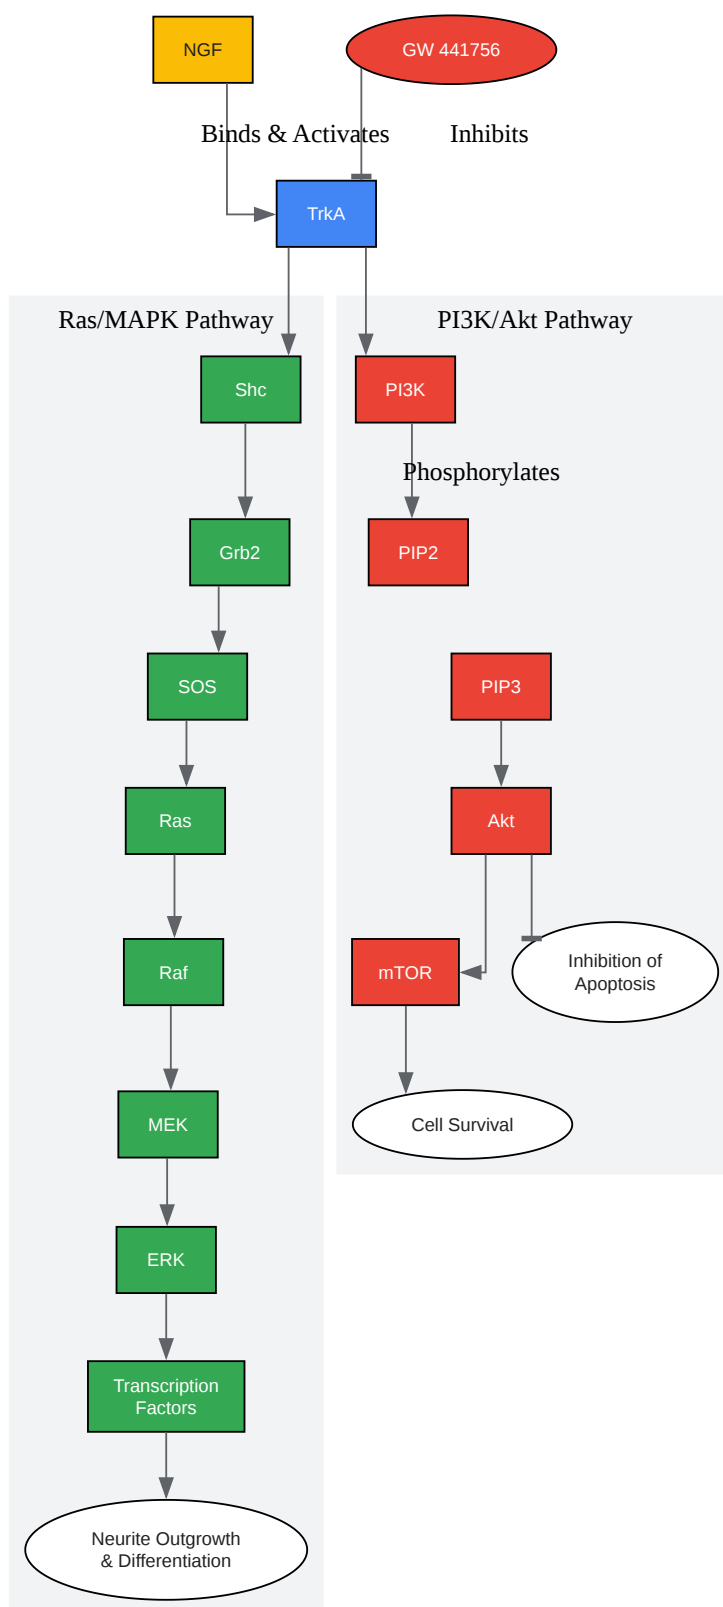 NGF
GW 441756
Binds & Activates
Inhibits
TrkA
Ras/MAPK Pathway
PI3K/Akt Pathway
Shc
PI3K
Phosphorylates
Grb2
PIP2
SOS
PIP3
Ras
Akt
Raf
mTOR
Inhibition of
Apoptosis
MEK
Cell Survival
ERK
Transcription
Factors
Neurite Outgrowth
& Differentiation